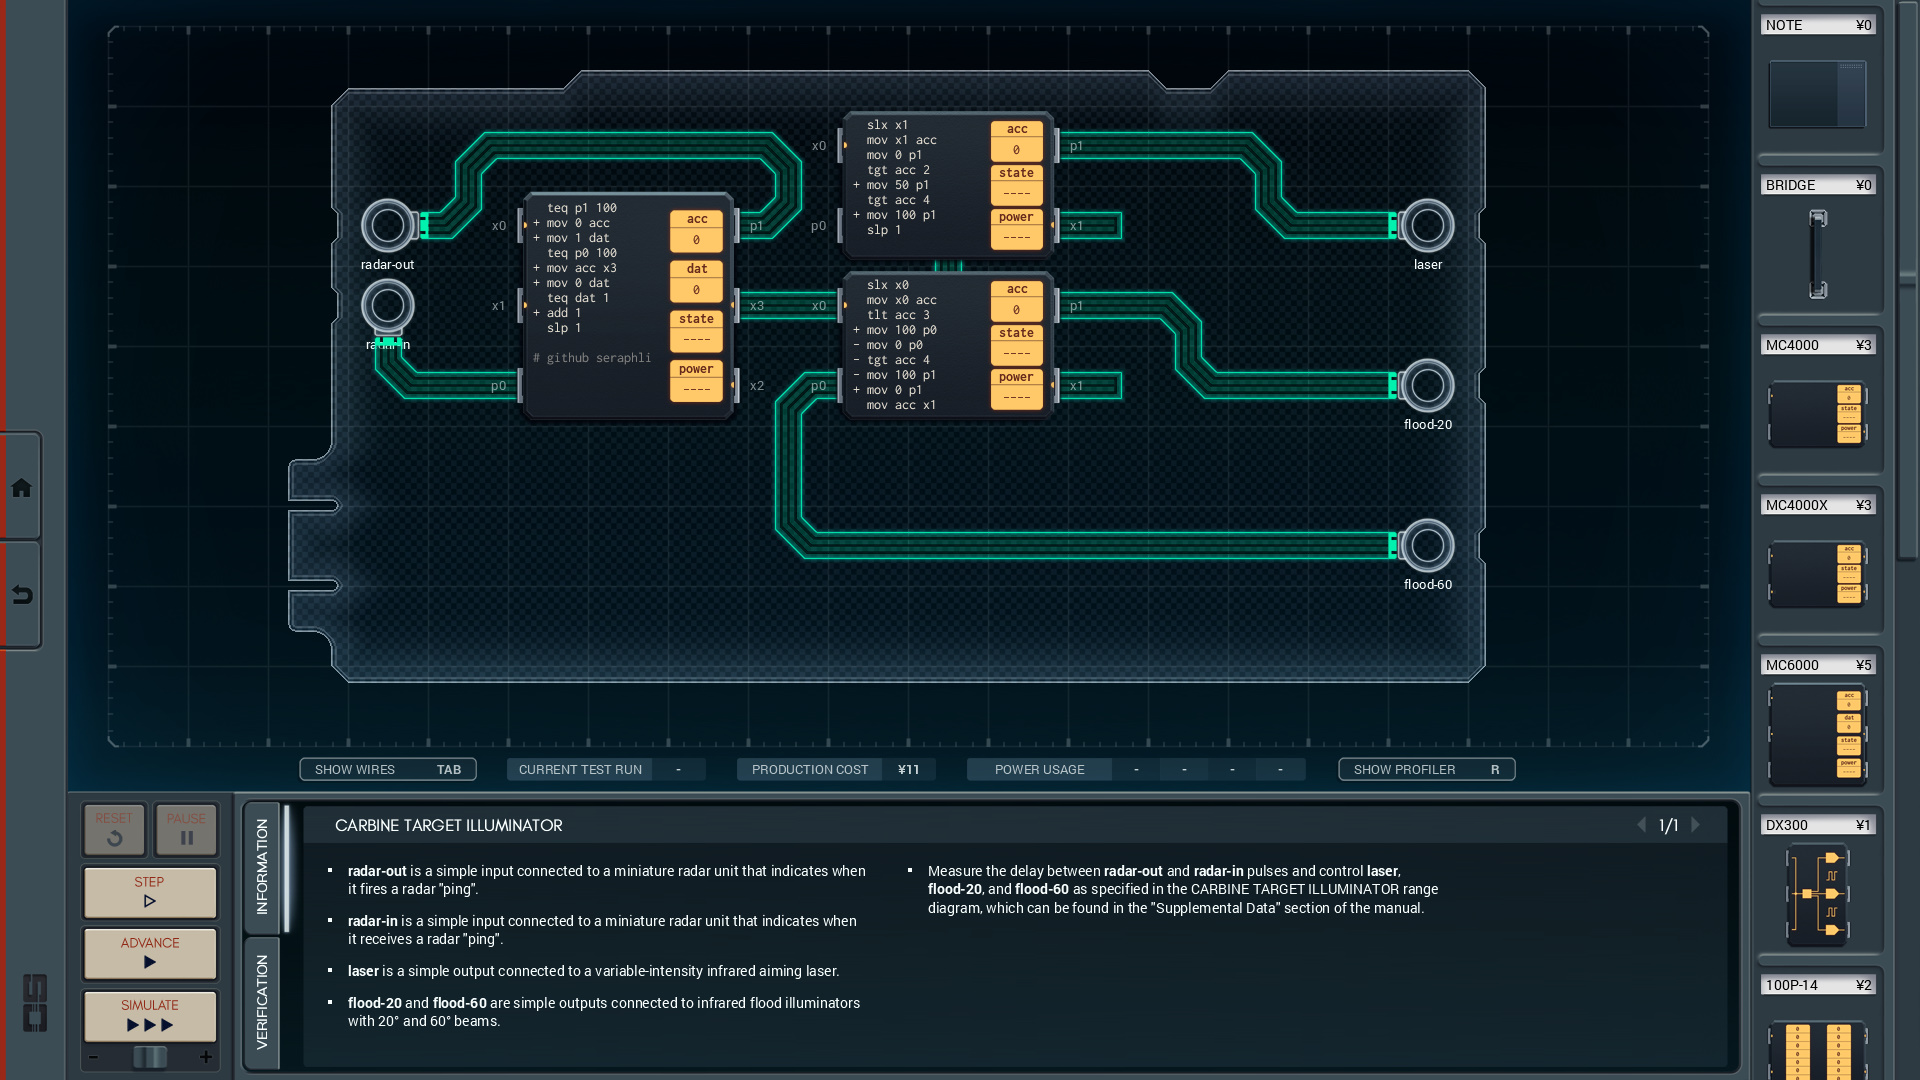 NOTE ¥0
BRIDGE ¥0
MC4000 ¥3
MC4000X ¥3
MC6000 ¥5
DX300 ¥1
100P-14 ¥2
radar-out
radar-in
laser
flood-20
flood-60
x0
x1
p0
p1
x3
x2
teq p1 100
+ mov 0 acc
+ mov 1 dat
teq p0 100
+ mov acc x3
+ mov 0 dat
teq dat 1
+ add 1
slp 1
# github seraphli
acc
0
dat
0
state
----
power
----
x0
p0
p1
x1
slx x1
mov x1 acc
mov 0 p1
tgt acc 2
+ mov 50 p1
tgt acc 4
+ mov 100 p1
slp 1
acc
0
state
----
power
----
x0
p0
p1
x1
slx x0
mov x0 acc
tlt acc 3
+ mov 100 p0
- mov 0 p0
- tgt acc 4
- mov 100 p1
+ mov 0 p1
mov acc x1
acc
0
state
----
power
----
SHOW WIRES TAB
CURRENT TEST RUN -
PRODUCTION COST ¥11
POWER USAGE - - - -
SHOW PROFILER R
RESET
PAUSE
STEP
ADVANCE
SIMULATE
- +
INFORMATION
VERIFICATION
CARBINE TARGET ILLUMINATOR
1/1
radar-out is a simple input connected to a miniature radar unit that indicates when
it fires a radar "ping".
radar-in is a simple input connected to a miniature radar unit that indicates when
it receives a radar "ping".
laser is a simple output connected to a variable-intensity infrared aiming laser.
flood-20 and flood-60 are simple outputs connected to infrared flood illuminators
with 20° and 60° beams.
Measure the delay between radar-out and radar-in pulses and control laser,
flood-20, and flood-60 as specified in the CARBINE TARGET ILLUMINATOR range
diagram, which can be found in the "Supplemental Data" section of the manual.